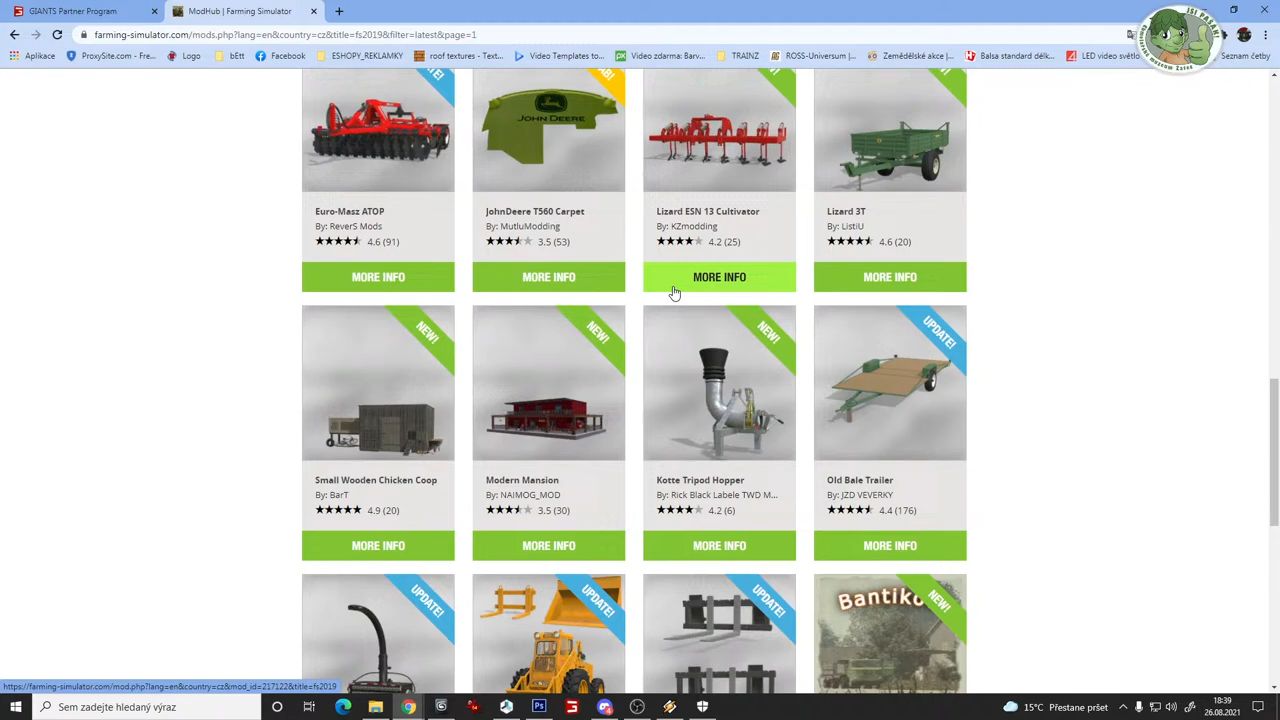 GIANTS Partner Program
ModHub | Farming Simulator
farming-simulator.com/mods.php?lang=en&country=cz&title=fs2019&filter=latest&page=1
Aplikace
ProxySite.com - Fre...
Logo
bEt
Facebook
ESHOPY_REKLAMKY
roof textures - Text...
Video Templates to...
Video zdarma: Barv...
TRAINZ
ROSS-Universum |...
Zemědělské akce |...
Balsa standard délk...
LED video světlo...
Seznam četby
JSI PAŘAN!
Euro-Masz ATOP
By: ReverS Mods
4.6 (91)
MORE INFO
JohnDeere T560 Carpet
By: MutluModding
3.5 (53)
MORE INFO
Lizard ESN 13 Cultivator
By: KZmodding
4.2 (25)
MORE INFO
Lizard 3T
By: ListiU
4.6 (20)
MORE INFO
JOHN DEERE
NEW!
NEW!
NEW!
UPDATE!
Small Wooden Chicken Coop
By: BarT
4.9 (20)
MORE INFO
Modern Mansion
By: NAIMOG_MOD
3.5 (30)
MORE INFO
Kotte Tripod Hopper
By: Rick Black Labele TWD M...
4.2 (6)
MORE INFO
Old Bale Trailer
By: JZD VEVERKY
4.4 (176)
MORE INFO
UPDATE!
UPDATE!
UPDATE!
NEW!
https://farming-simulator.com/mod.php?lang=en&country=cz&mod_id=217122&title=fs2019
Sem zadejte hledaný výraz
15°C Přestane pršet
18:39
26.08.2021